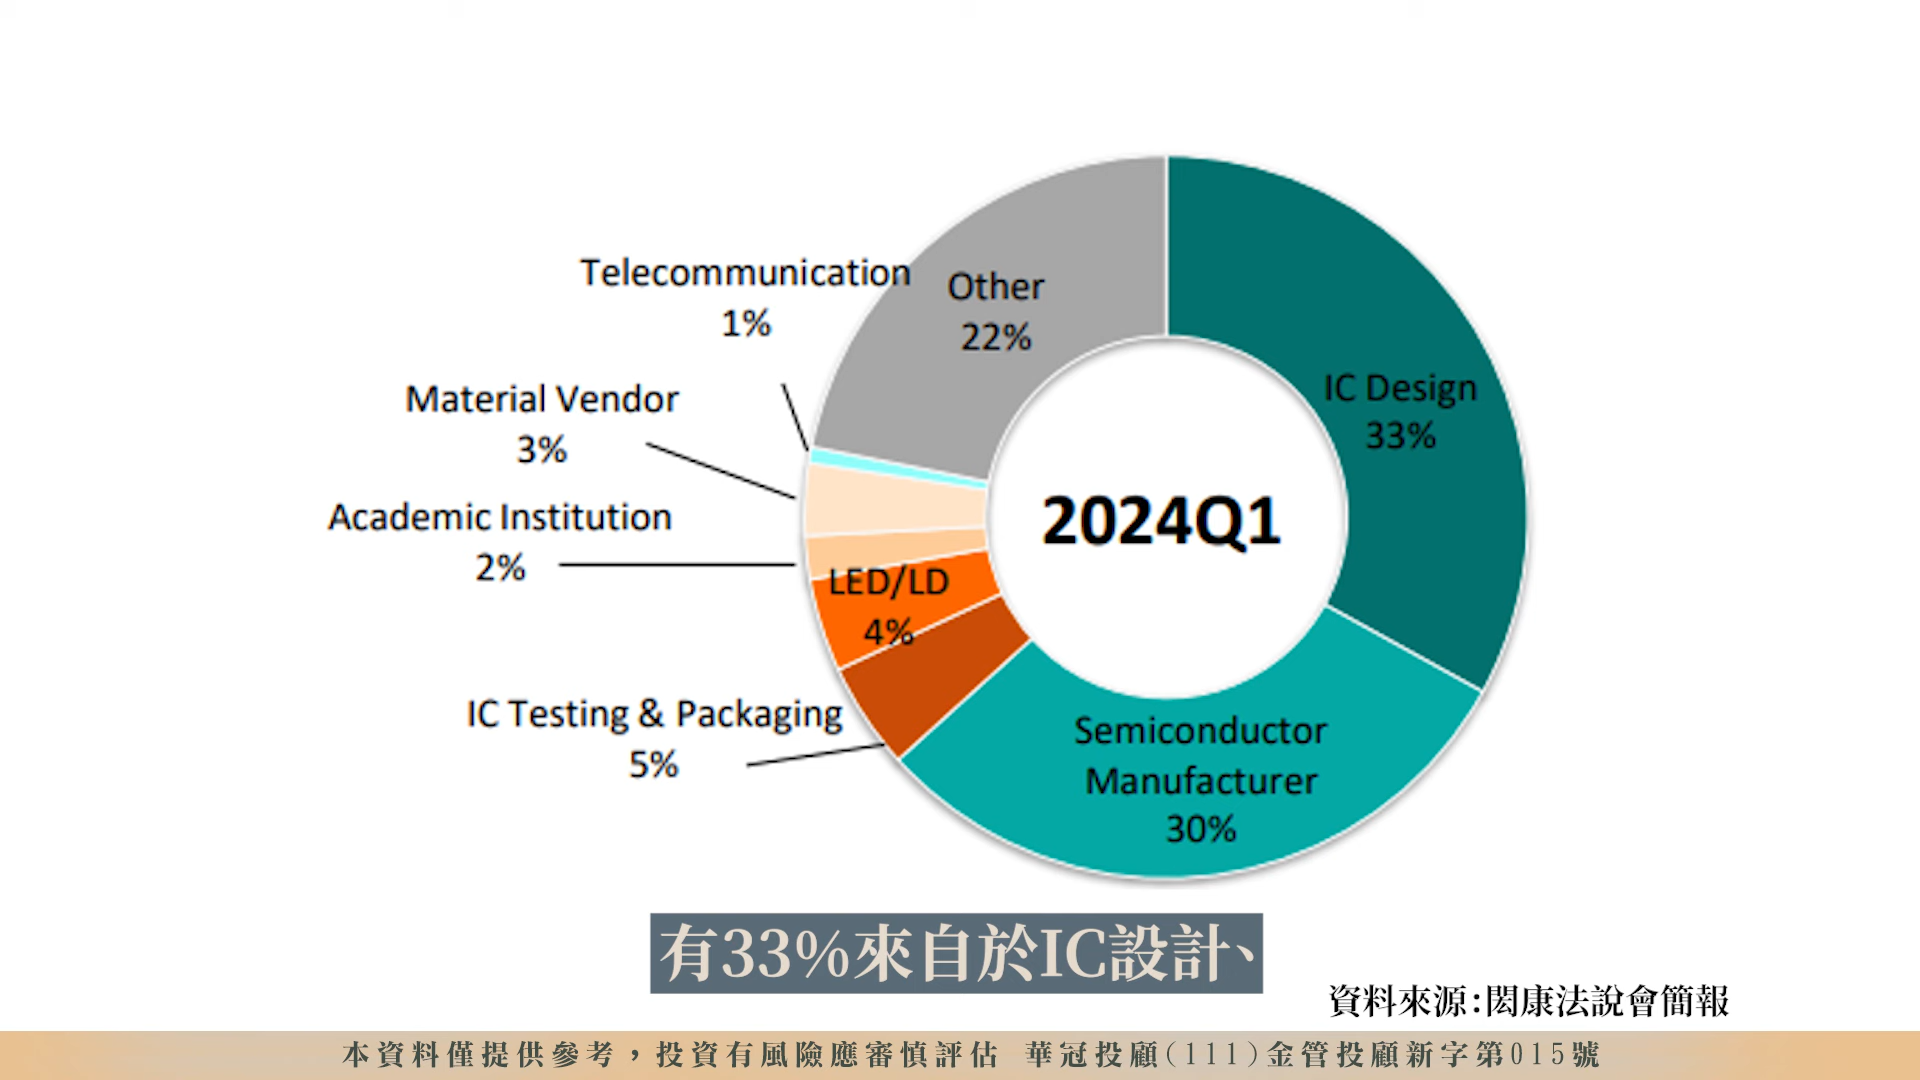 Telecommunication
1%
Other
22%
Material Vendor
3%
IC Design
33%
Academic Institution
2%
2024Q1
LED/LD
4%
IC Testing & Packaging
5%
Semiconductor
Manufacturer
30%
有33%來自於IC設計、
資料來源:閎康法說會簡報
本資料僅提供參考，投資有風險應審慎評估 華冠投顧(111)金管投顧新字第015號